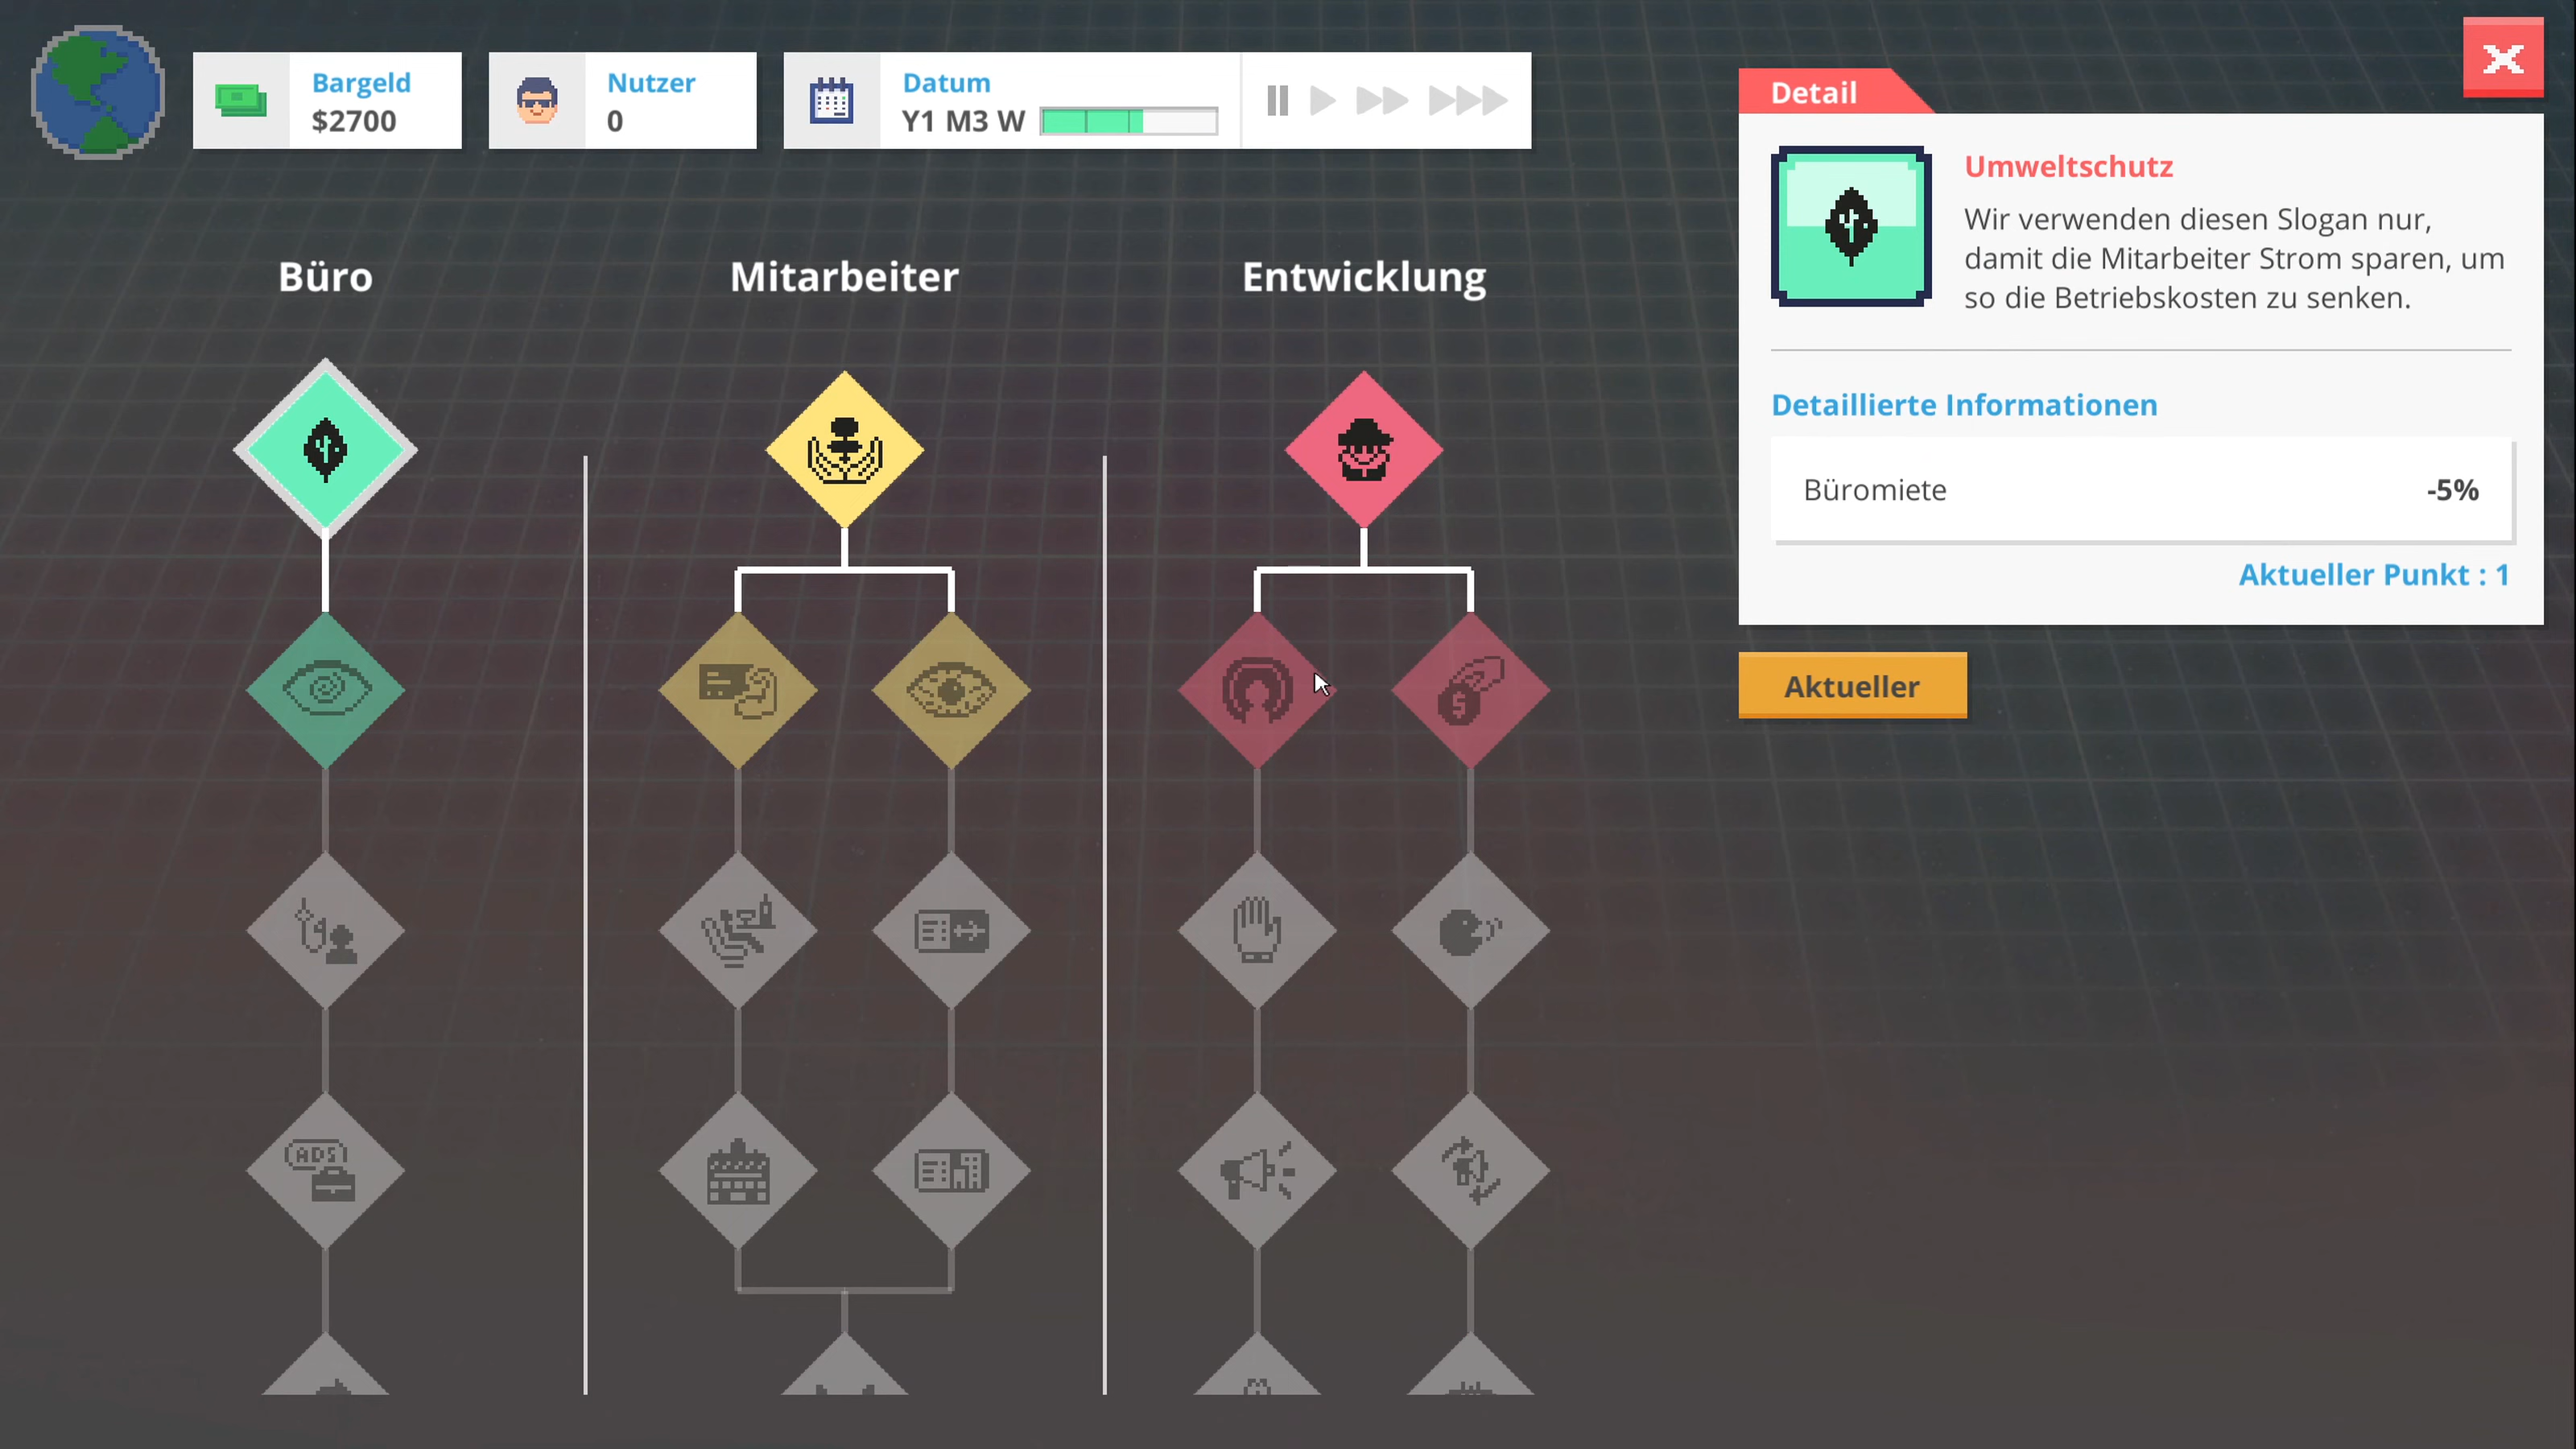 Bargeld
$2700
Nutzer
0
Datum
Y1 M3 W
Detail
Umweltschutz
Wir verwenden diesen Slogan nur,
damit die Mitarbeiter Strom sparen, um
so die Betriebskosten zu senken.
Büro
Mitarbeiter
Entwicklung
Detaillierte Informationen
Büromiete
-5%
Aktueller Punkt : 1
Aktueller
$
ADS